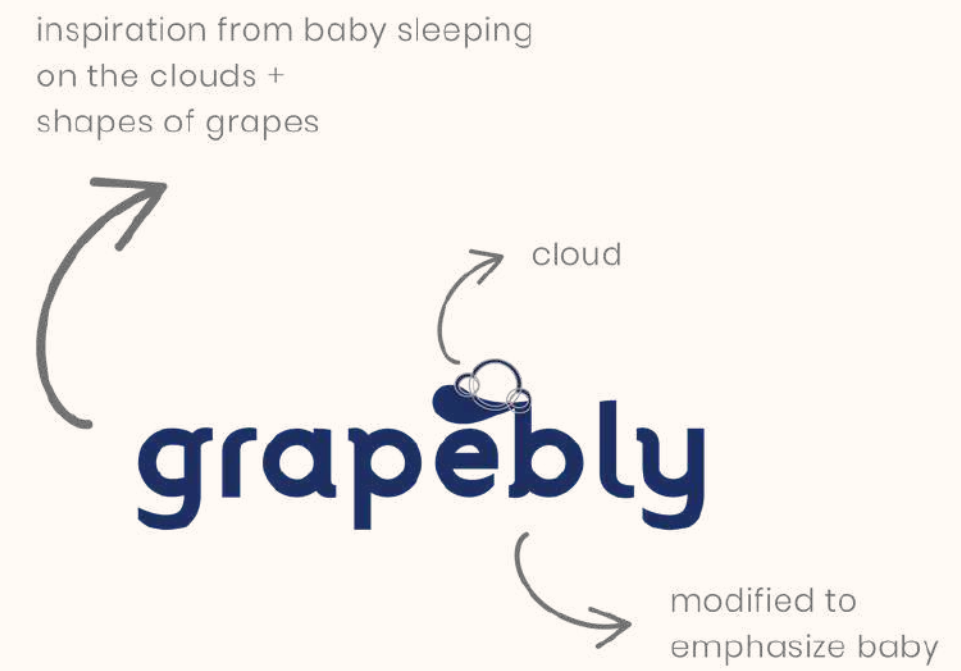 inspiration from baby sleeping
on the clouds +
shapes of grapes
cloud
grapebly
modified to
emphasize baby